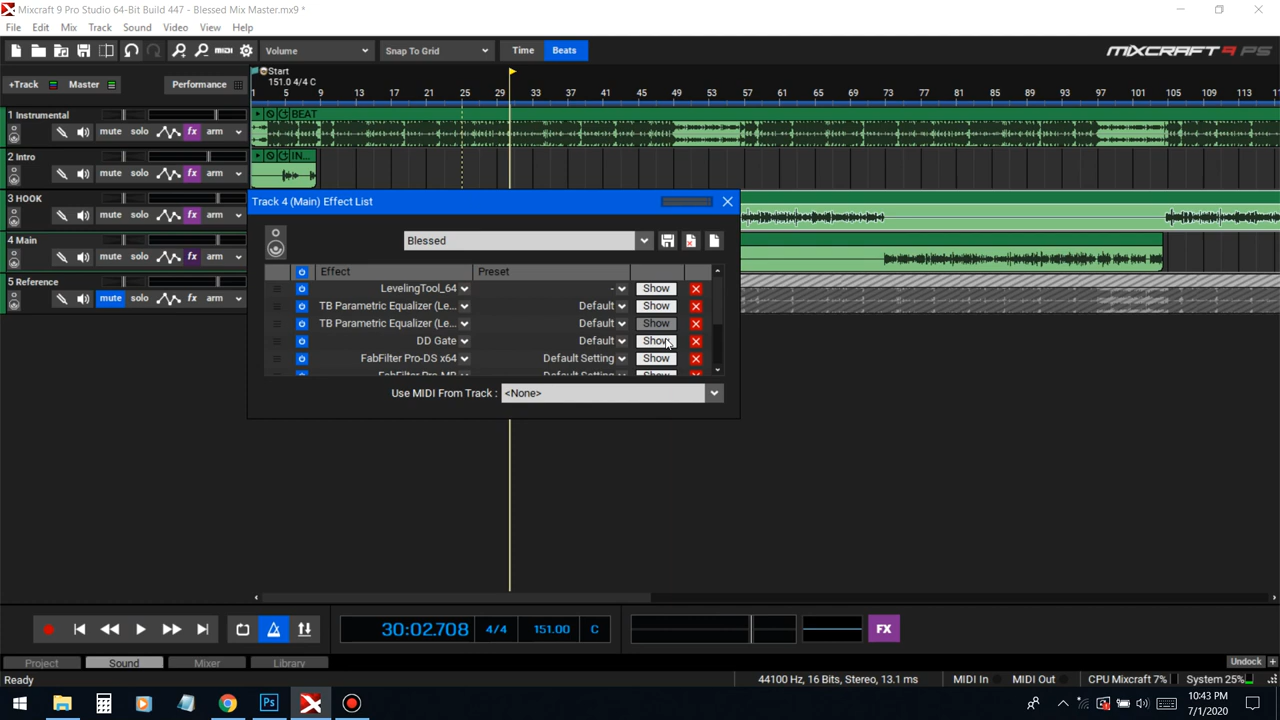 Mixcraft 9 Pro Studio 64-Bit Build 447 - Blessed Mix Master.mx9 *
File Edit Mix Track Sound Video View Help
Volume Snap To Grid Time Beats MIXCRAFT 9 PS
+Track Master Performance
Start
151.0 4/4 C
1 5 9 13 17 21 25 29 33 37 41 45 49 53 57 61 65 69 73 77 81 85 89 93 97 101 105 109 113 117
1 Instrumental
BEAT
mute solo fx arm
2 Intro
IN...
mute solo fx arm
3 HOOK
mute solo fx arm
4 Main
mute solo fx arm
5 Reference
mute solo fx arm
Track 4 (Main) Effect List
Blessed
Effect Preset
LevelingTool_64 - Show
TB Parametric Equalizer (Le... Default Show
TB Parametric Equalizer (Le... Default Show
DD Gate Default Show
FabFilter Pro-DS x64 Default Setting Show
FabFilter Pro-MB Default Setting Show
Use MIDI From Track : <None>
30:02.708 4/4 151.00 C FX
Project Sound Mixer Library Undock +
Ready 44100 Hz, 16 Bits, Stereo, 13.1 ms MIDI In MIDI Out CPU Mixcraft 7% System 25%
Ps
10:43 PM
7/1/2020